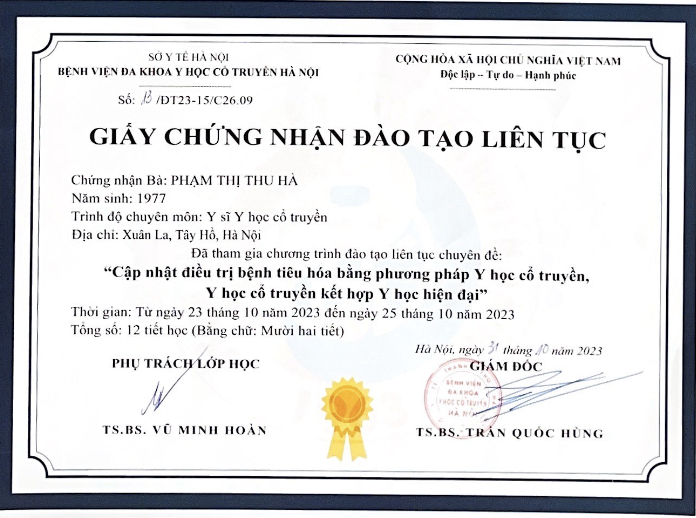 SỞ Y TẾ HÀ NỘI
BỆNH VIỆN ĐA KHOA Y HỌC CỔ TRUYỀN HÀ NỘI
Số: 13 /ĐT23-15/C26.09
CỘNG HÒA XÃ HỘI CHỦ NGHĨA VIỆT NAM
Độc lập – Tự do – Hạnh phúc
GIẤY CHỨNG NHẬN ĐÀO TẠO LIÊN TỤC
Chứng nhận Bà: PHẠM THỊ THU HÀ
Năm sinh: 1977
Trình độ chuyên môn: Y sĩ Y học cổ truyền
Địa chỉ: Xuân La, Tây Hồ, Hà Nội
Đã tham gia chương trình đào tạo liên tục chuyên đề:
“Cập nhật điều trị bệnh tiêu hóa bằng phương pháp Y học cổ truyền,
Y học cổ truyền kết hợp Y học hiện đại”
Thời gian: Từ ngày 23 tháng 10 năm 2023 đến ngày 25 tháng 10 năm 2023
Tổng số: 12 tiết học (Bằng chữ: Mười hai tiết)
Hà Nội, ngày 31 tháng 10 năm 2023
PHỤ TRÁCH LỚP HỌC
TS.BS. VŨ MINH HOÀN
GIÁM ĐỐC
BỆNH VIỆN
ĐA KHOA
Y HỌC CỔ TRUYỀN
HÀ NỘI
TS.BS. TRẦN QUỐC HÙNG